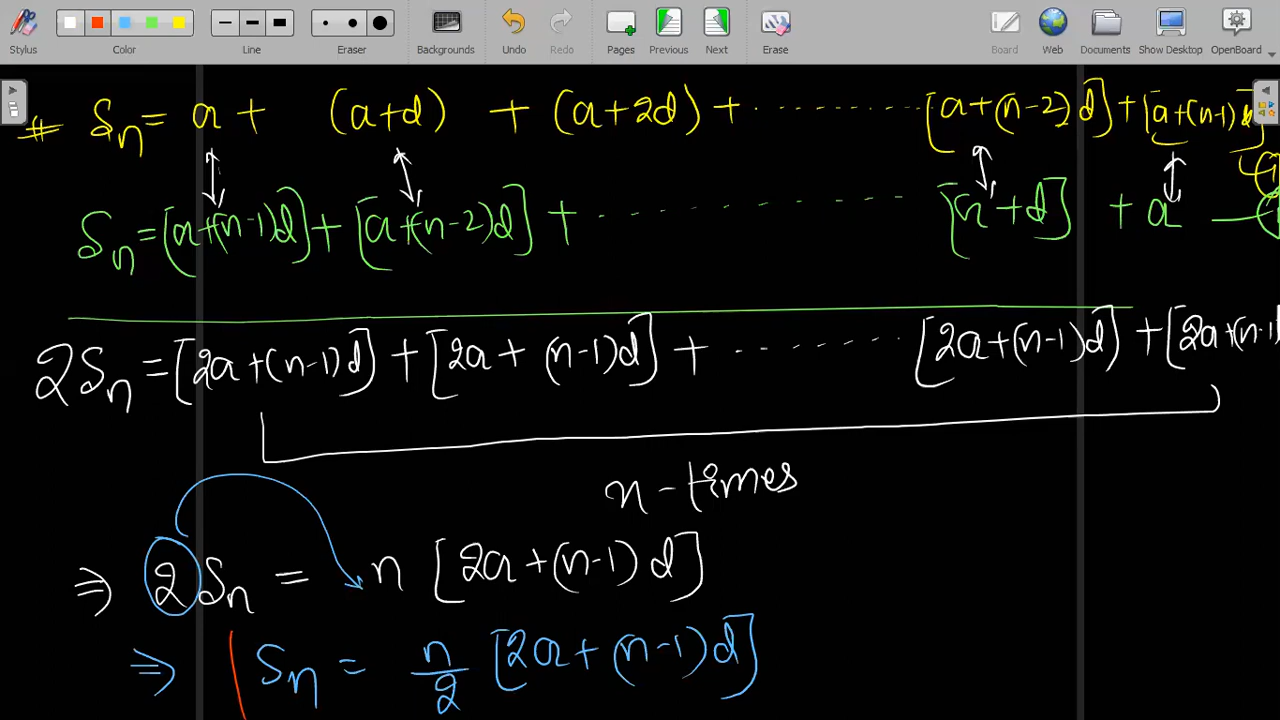 Stylus Color Line Eraser Backgrounds Undo Redo Pages Previous Next Erase Board Web Documents Show Desktop OpenBoard
# Sn = a + (a+d) + (a+2d) + ........ [a+(n-2)d] + [a+(n-1)d]
Sn = [a+(n-1)d] + [a+(n-2)d] + ........ [a+d] + a —
2Sn = [2a+(n-1)d] + [2a+(n-1)d] + ........ [2a+(n-1)d] + [2a+(n-1)
n - times
⇒ 2Sn = n [2a+(n-1)d]
⇒ Sn = n/2 [2a+(n-1)d]